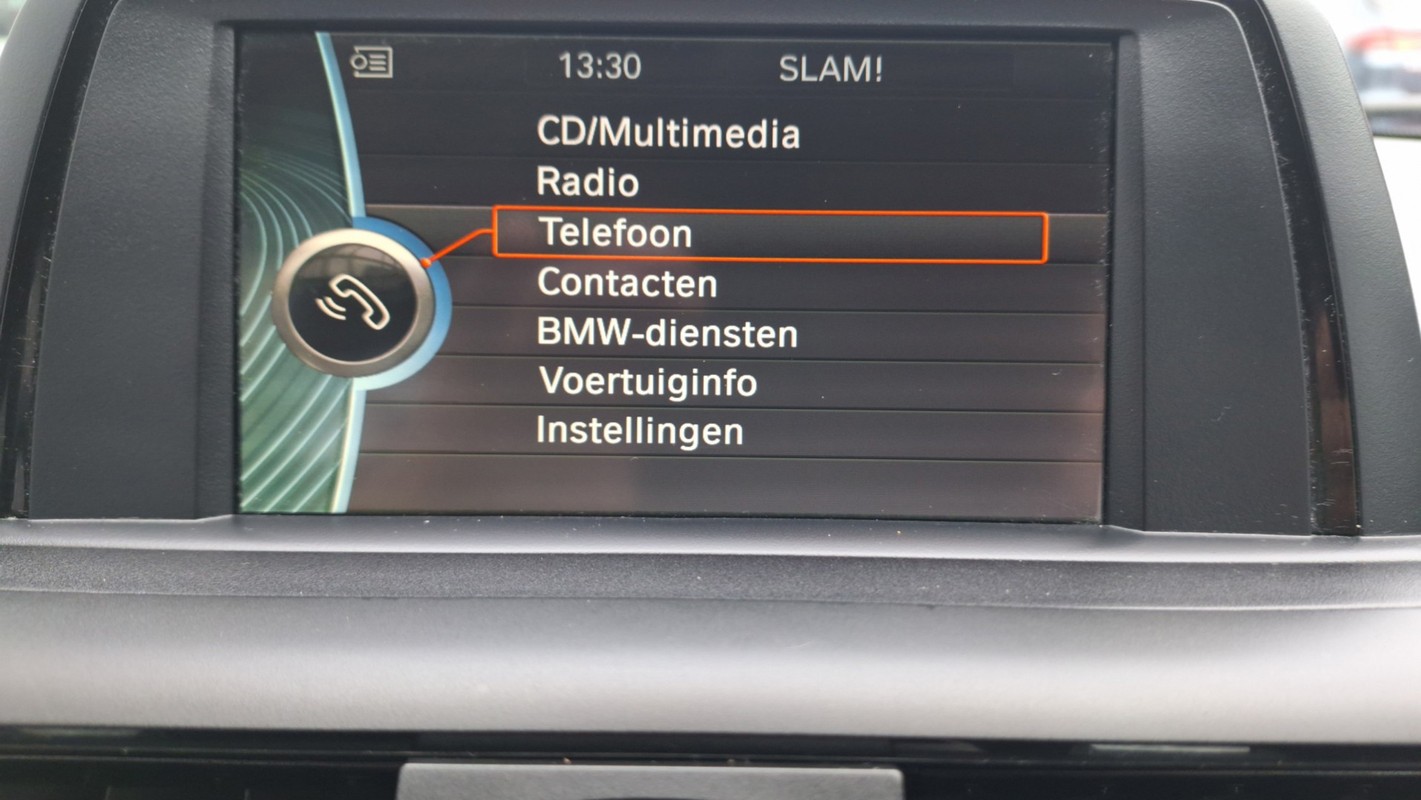 13:30 SLAM!
CD/Multimedia
Radio
Telefoon
Contacten
BMW-diensten
Voertuiginfo
Instellingen